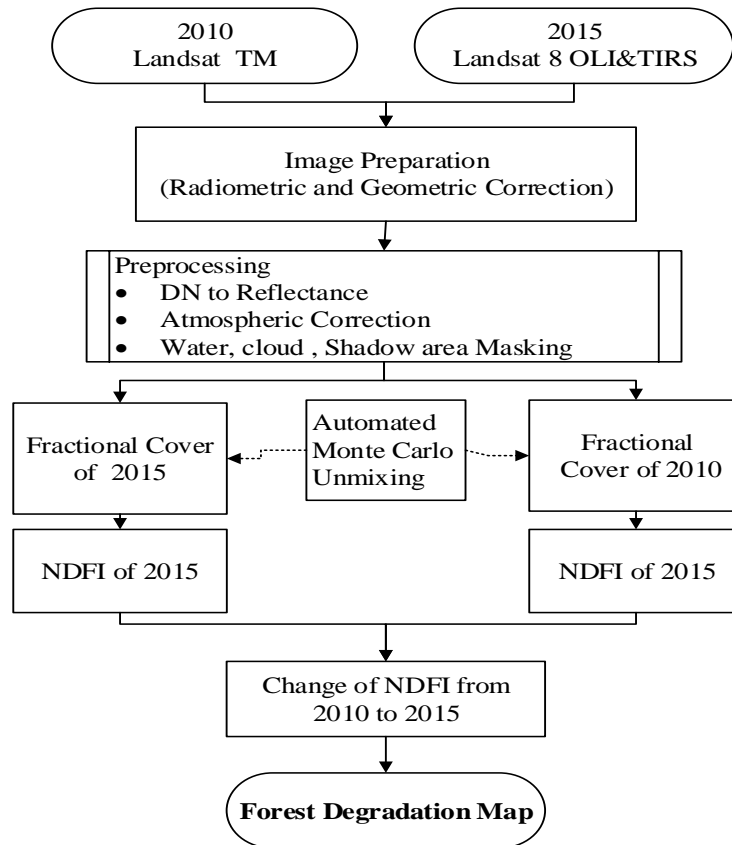 2010
Landsat TM
2015
Landsat 8 OLI&TIRS
Image Preparation
(Radiometric and Geometric Correction)
Preprocessing
• DN to Reflectance
• Atmospheric Correction
• Water, cloud , Shadow area Masking
Fractional Cover
of 2015
Automated
Monte Carlo
Unmixing
Fractional
Cover of 2010
NDFI of 2015
NDFI of 2015
Change of NDFI from
2010 to 2015
Forest Degradation Map